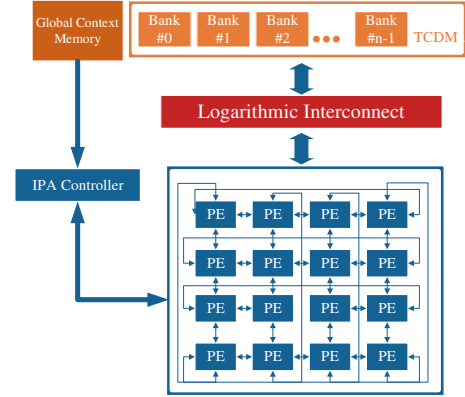 Global Context
Memory
Bank
#0
Bank
#1
Bank
#2
Bank
#n-1
TCDM
Logarithmic Interconnect
IPA Controller
PE PE PE PE
PE PE PE PE
PE PE PE PE
PE PE PE PE